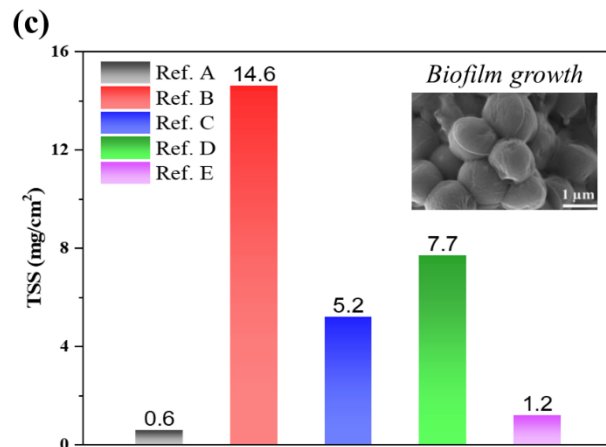 (c)
16
12
8
4
0
TSS (mg/cm²)
Ref. A
Ref. B
Ref. C
Ref. D
Ref. E
Biofilm growth
1 μm
0.6
14.6
5.2
7.7
1.2